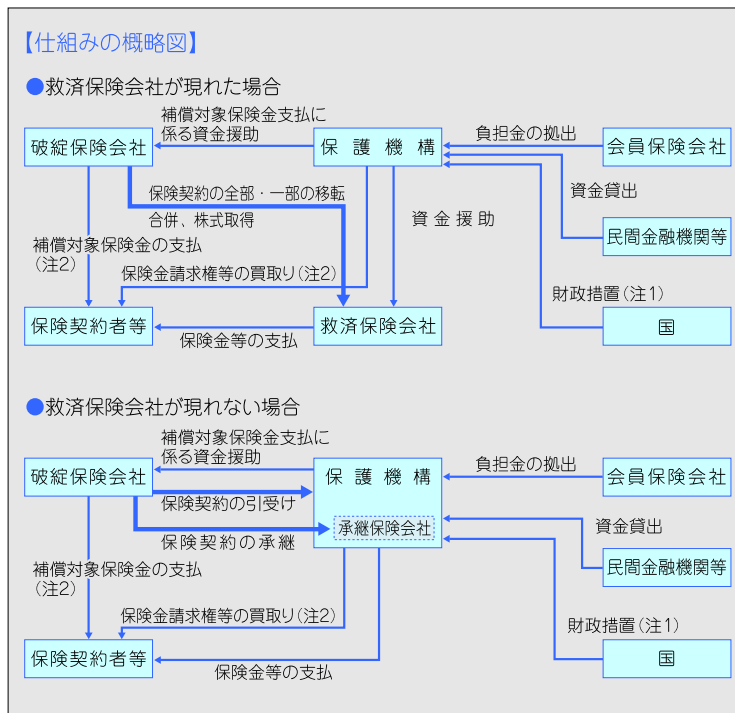 【仕組みの概略図】
●救済保険会社が現れた場合
補償対象保険金支払に
係る資金援助
負担金の拠出
破綻保険会社
保護機構
会員保険会社
保険契約の全部・一部の移転
合併、株式取得
資金援助
資金貸出
民間金融機関等
補償対象保険金の支払
(注2)
保険金請求権等の買取り(注2)
財政措置(注1)
保険契約者等
救済保険会社
国
保険金等の支払
●救済保険会社が現れない場合
補償対象保険金支払に
係る資金援助
負担金の拠出
破綻保険会社
保護機構
会員保険会社
保険契約の引受け
承継保険会社
資金貸出
保険契約の承継
民間金融機関等
補償対象保険金の支払
(注2)
保険金請求権等の買取り(注2)
財政措置(注1)
保険契約者等
国
保険金等の支払